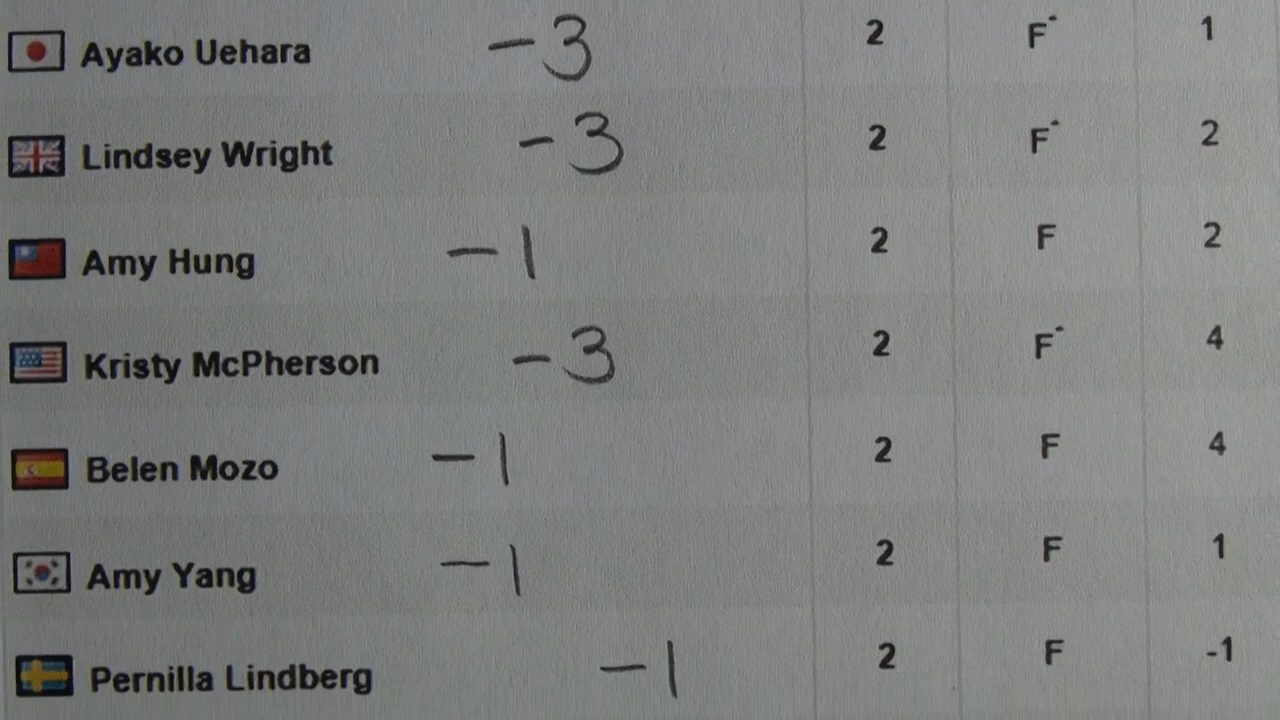 Ayako Uehara -3 2 F* 1
Lindsey Wright -3 2 F* 2
Amy Hung -1 2 F 2
Kristy McPherson -3 2 F* 4
Belen Mozo -1 2 F 4
Amy Yang -1 2 F 1
Pernilla Lindberg -1 2 F -1